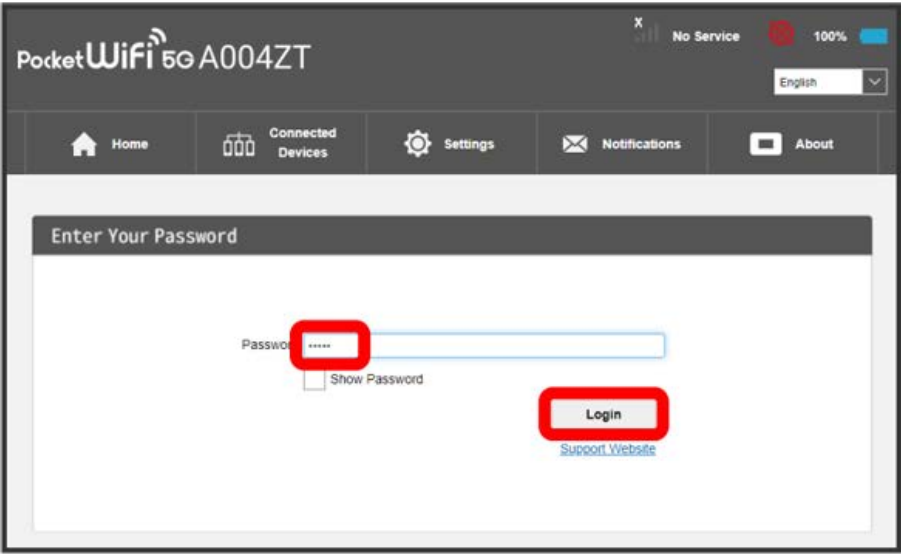 Pocket WiFi 5G A004ZT
X
No Service
100%
English
Home
Connected
Devices
Settings
Notifications
About
Enter Your Password
Passwor
•••••
Show Password
Login
Support Website